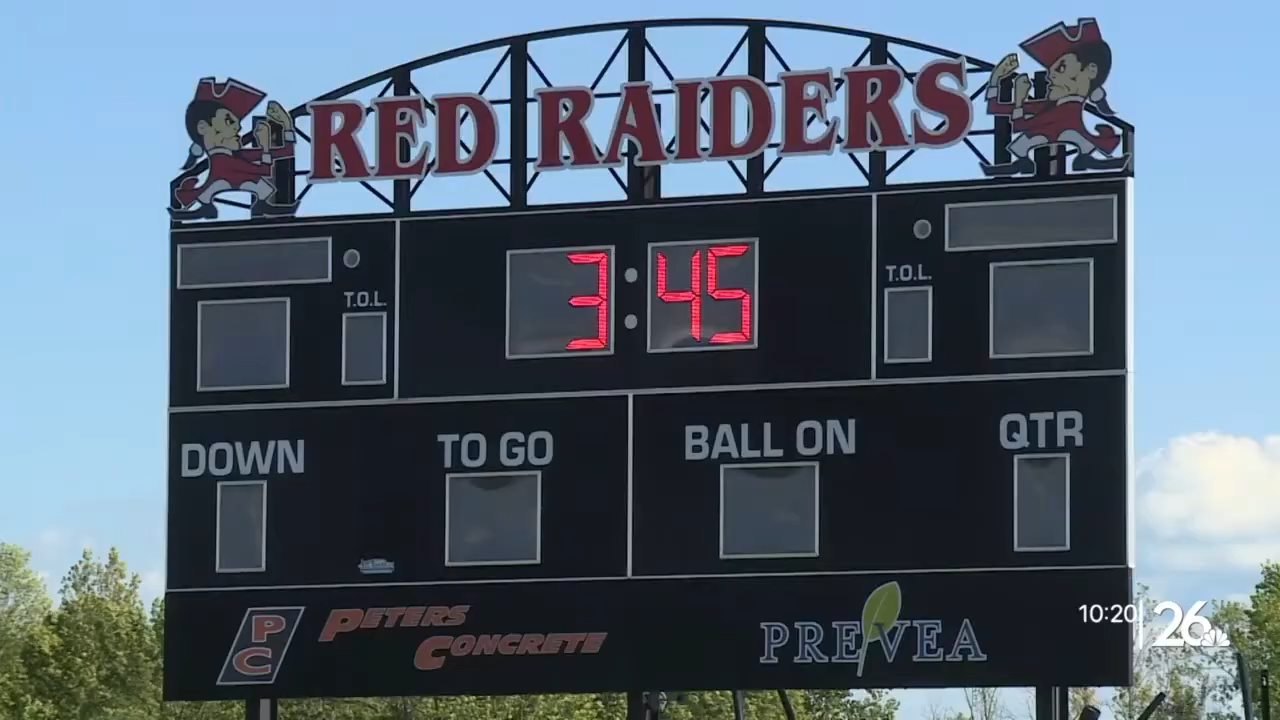 RED RAIDERS
3:45
T.O.L.
T.O.L.
DOWN
TO GO
BALL ON
QTR
PC
PETERS
CONCRETE
PREVEA
10:20
26